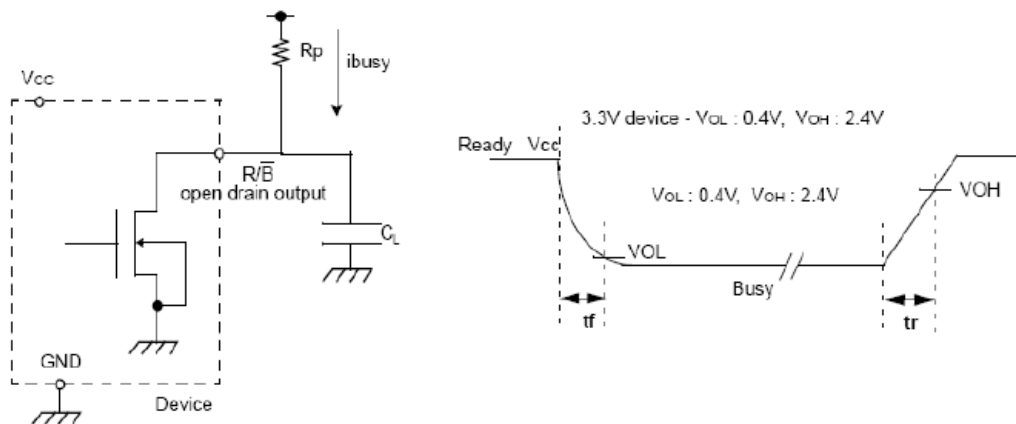 Rp
ibusy
Vcc
R/B̅
open drain output
CL
GND
Device
3.3V device - VOL : 0.4V, VOH : 2.4V
Ready Vcc
VOL : 0.4V, VOH : 2.4V
VOH
VOL
Busy
tf
tr